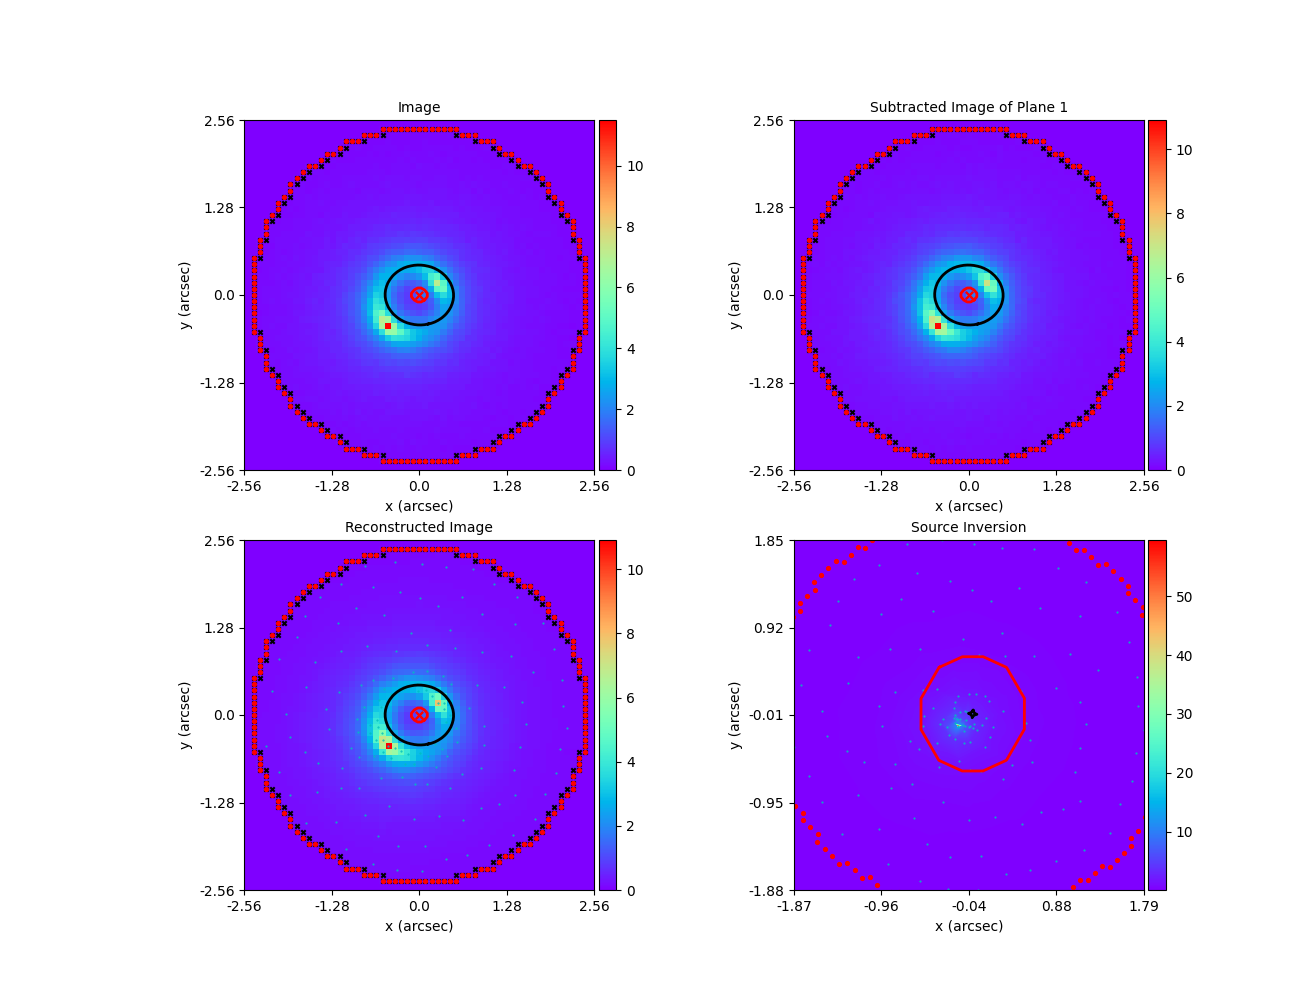 Image
2.56
1.28
0.0
-1.28
-2.56
y (arcsec)
-2.56 -1.28 0.0 1.28 2.56
x (arcsec)
10
8
6
4
2
0
Subtracted Image of Plane 1
2.56
1.28
0.0
-1.28
-2.56
y (arcsec)
-2.56 -1.28 0.0 1.28 2.56
x (arcsec)
10
8
6
4
2
0
Reconstructed Image
2.56
1.28
0.0
-1.28
-2.56
y (arcsec)
-2.56 -1.28 0.0 1.28 2.56
x (arcsec)
10
8
6
4
2
0
Source Inversion
1.85
0.92
-0.01
-0.95
-1.88
y (arcsec)
-1.87 -0.96 -0.04 0.88 1.79
x (arcsec)
50
40
30
20
10